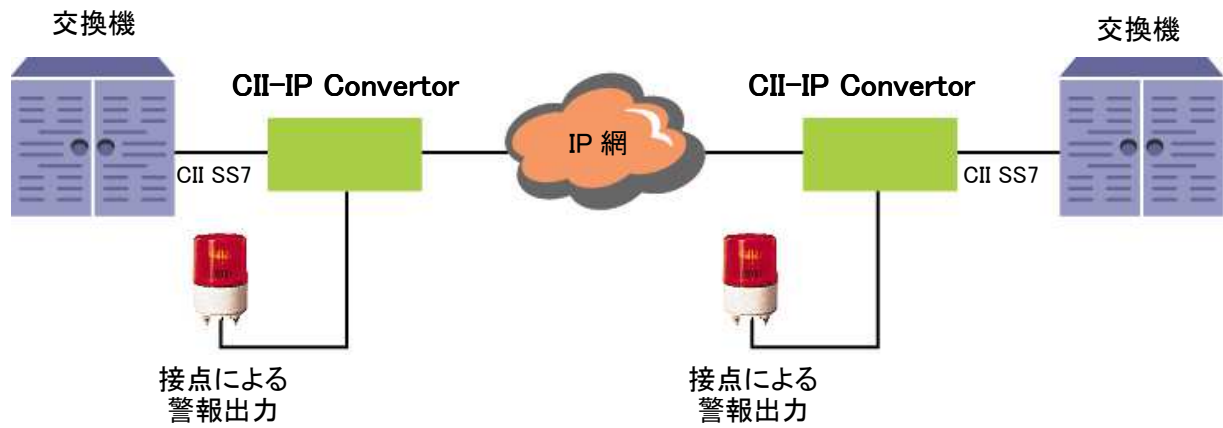 交換機
交換機
CII-IP Convertor
CII-IP Convertor
IP 網
CII SS7
CII SS7
接点による
警報出力
接点による
警報出力